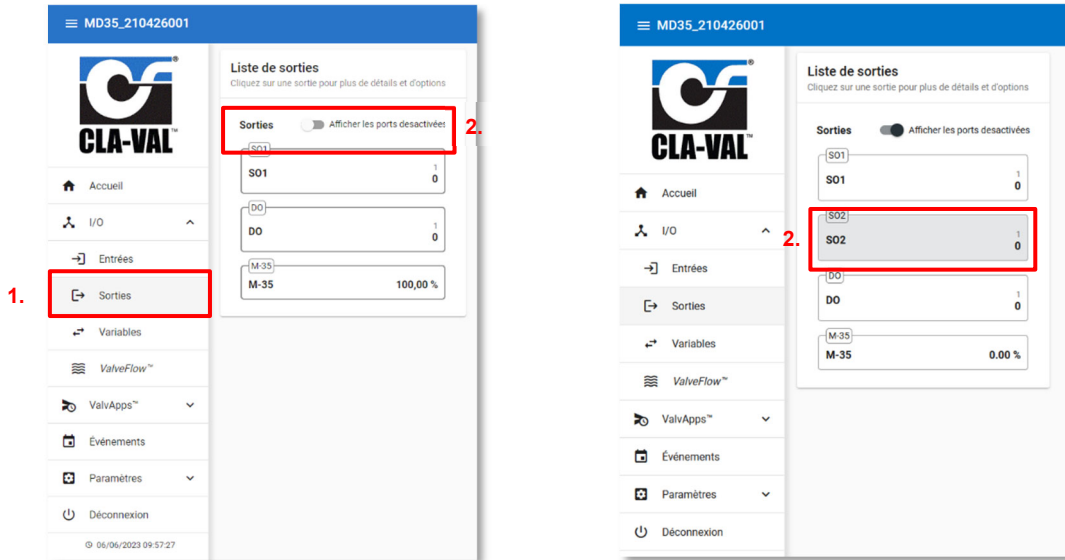 MD35_210426001
CLA-VAL™
Accueil
I/O
Entrées
1.
Sorties
Variables
ValveFlow™
ValvApps™
Événements
Paramètres
Déconnexion
06/06/2023 09:57:27
Liste de sorties
Cliquez sur une sortie pour plus de détails et d'options
Sorties Afficher les ports desactivées
2.
SO1
SO1 1
0
DO
DO 1
0
M-35
M-35 100,00 %
MD35_210426001
CLA-VAL™
Accueil
I/O
Entrées
Sorties
Variables
ValveFlow™
ValvApps™
Événements
Paramètres
Déconnexion
Liste de sorties
Cliquez sur une sortie pour plus de détails et d'options
Sorties Afficher les ports desactivées
SO1
SO1 1
0
2.
SO2
SO2 1
0
DO
DO 1
0
M-35
M-35 0.00 %